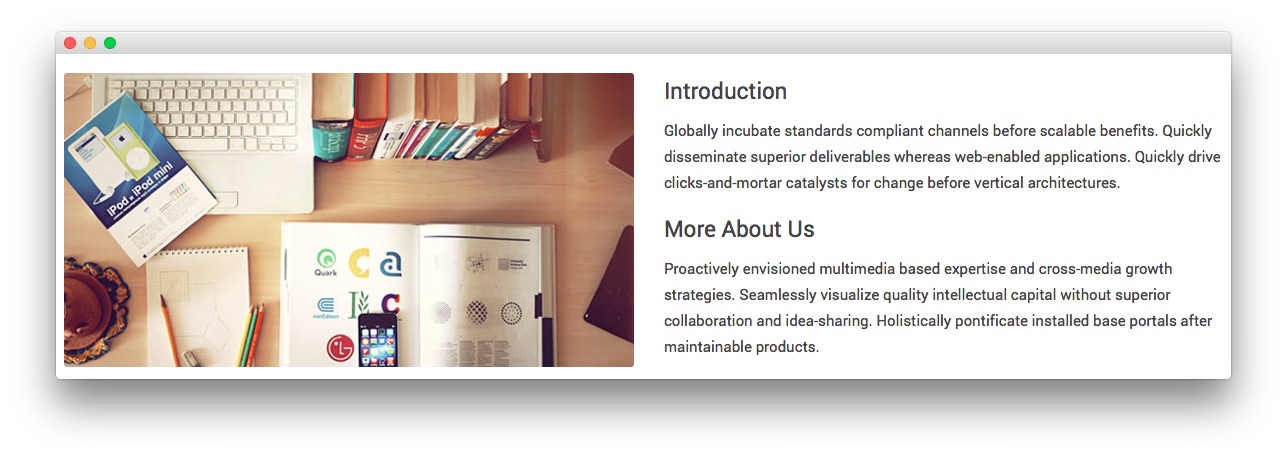 Introduction
Globally incubate standards compliant channels before scalable benefits. Quickly
disseminate superior deliverables whereas web-enabled applications. Quickly drive
clicks-and-mortar catalysts for change before vertical architectures.
More About Us
Proactively envisioned multimedia based expertise and cross-media growth
strategies. Seamlessly visualize quality intellectual capital without superior
collaboration and idea-sharing. Holistically pontificate installed base portals after
maintainable products.
iPod
iPod mini
Quark
conEdison
LG